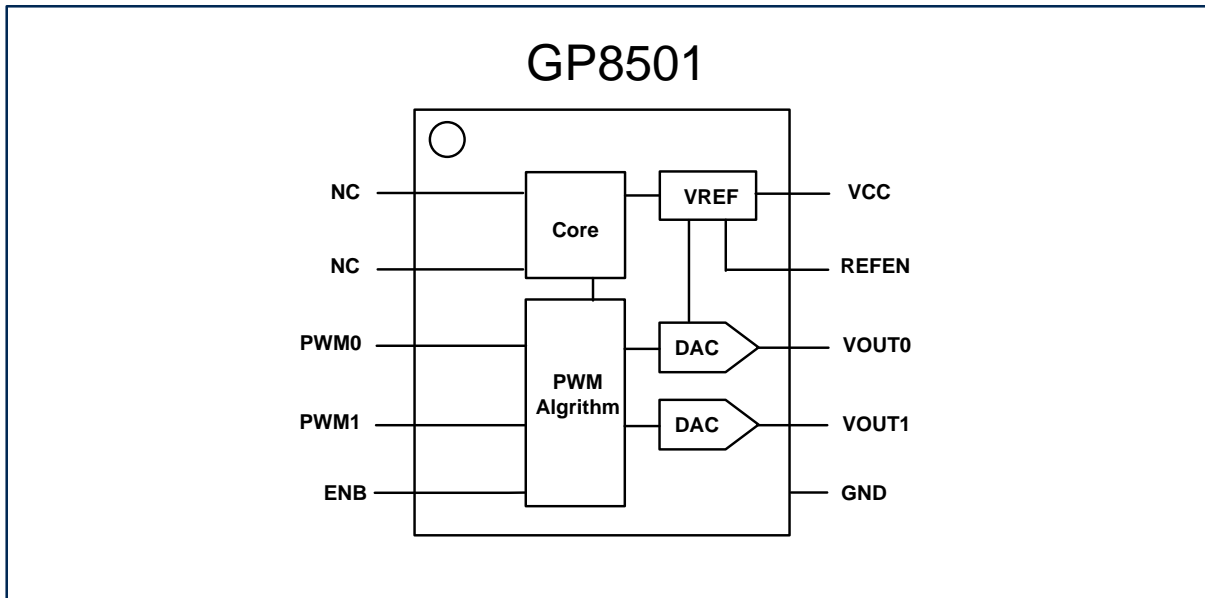 GP8501
NC
Core
VREF
VCC
NC
REFEN
PWM0
PWM
Algrithm
DAC
VOUT0
PWM1
DAC
VOUT1
ENB
GND